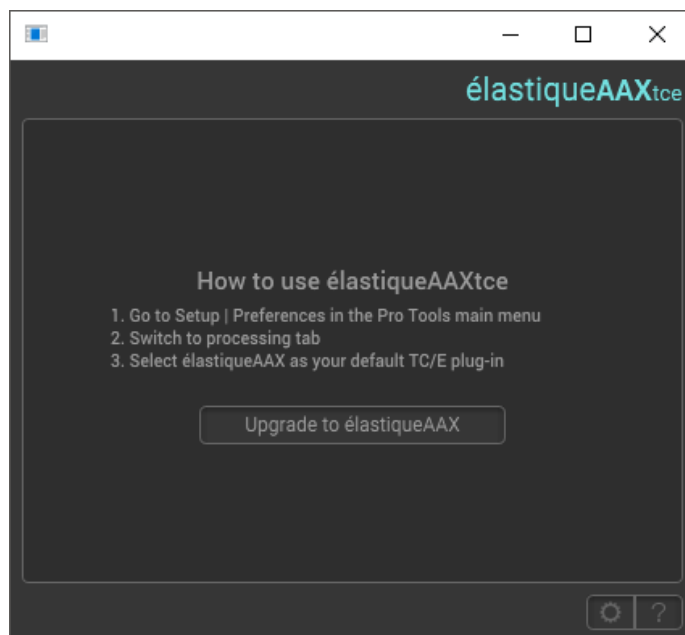 élastiqueAAXtce
How to use élastiqueAAXtce
1. Go to Setup | Preferences in the Pro Tools main menu
2. Switch to processing tab
3. Select élastiqueAAX as your default TC/E plug-in
Upgrade to élastiqueAAX
?